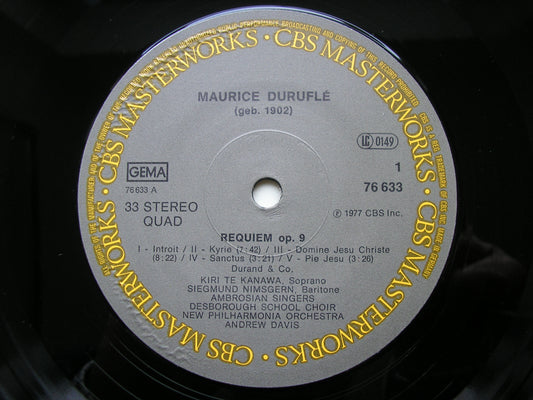 CBS MASTERWORKS · CBS MASTERWORKS · CBS MASTERWORKS · CBS MASTERWORKS ·
MAURICE DURUFLÉ
(geb. 1902)
GEMA
LC 0149
76 633 A
1
76 633
33 STEREO
QUAD
℗ 1977 CBS Inc.
REQUIEM op. 9
I - Introit / II - Kyrie (7:42) / III - Domine Jesu Christe
(8:22) / IV - Sanctus (3:21) / V - Pie Jesu (3:26)
Durand & Co.
KIRI TE KANAWA, Soprano
SIEGMUND NIMSGERN, Baritone
AMBROSIAN SINGERS
DESBOROUGH SCHOOL CHOIR
NEW PHILHARMONIA ORCHESTRA
ANDREW DAVIS